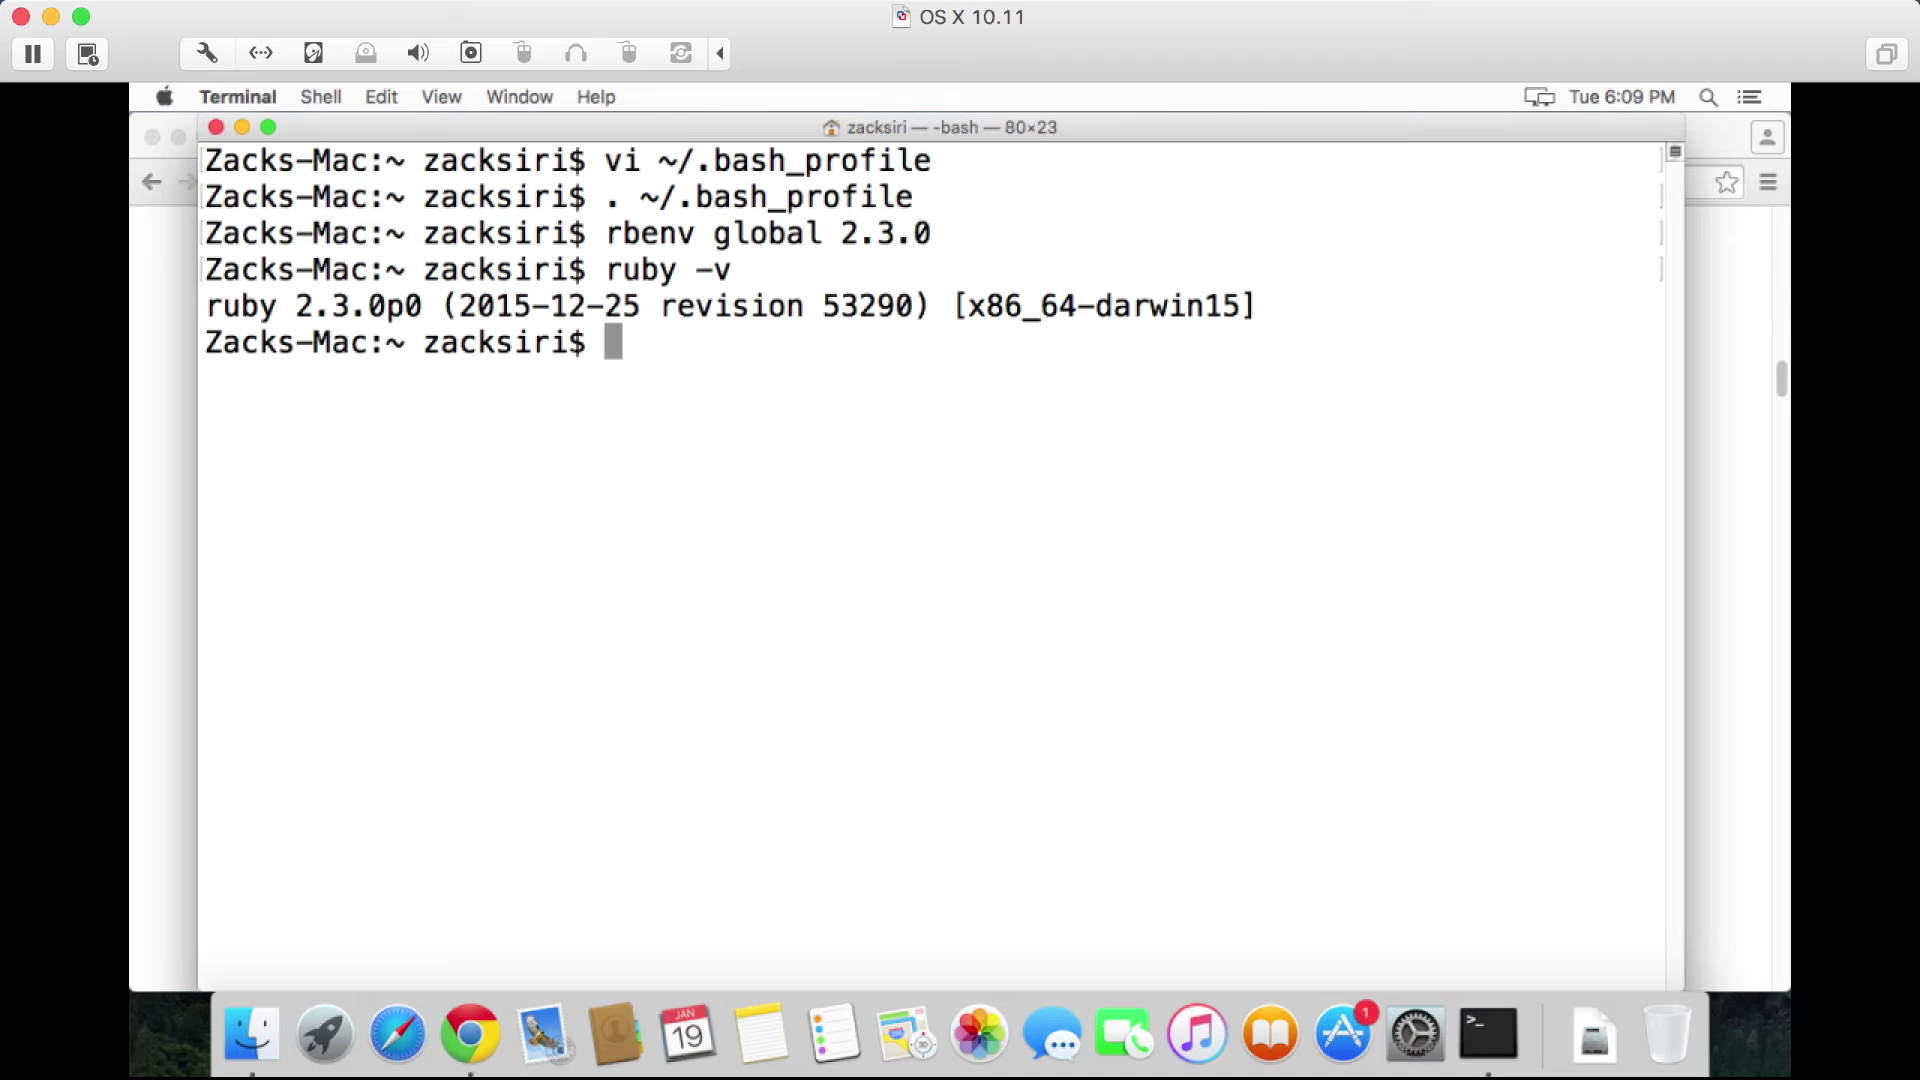 OS X 10.11
Terminal Shell Edit View Window Help
Tue 6:09 PM
zacksiri — -bash — 80×23
Zacks-Mac:~ zacksiri$ vi ~/.bash_profile
Zacks-Mac:~ zacksiri$ . ~/.bash_profile
Zacks-Mac:~ zacksiri$ rbenv global 2.3.0
Zacks-Mac:~ zacksiri$ ruby -v
ruby 2.3.0p0 (2015-12-25 revision 53290) [x86_64-darwin15]
Zacks-Mac:~ zacksiri$
JAN
19
1
>_